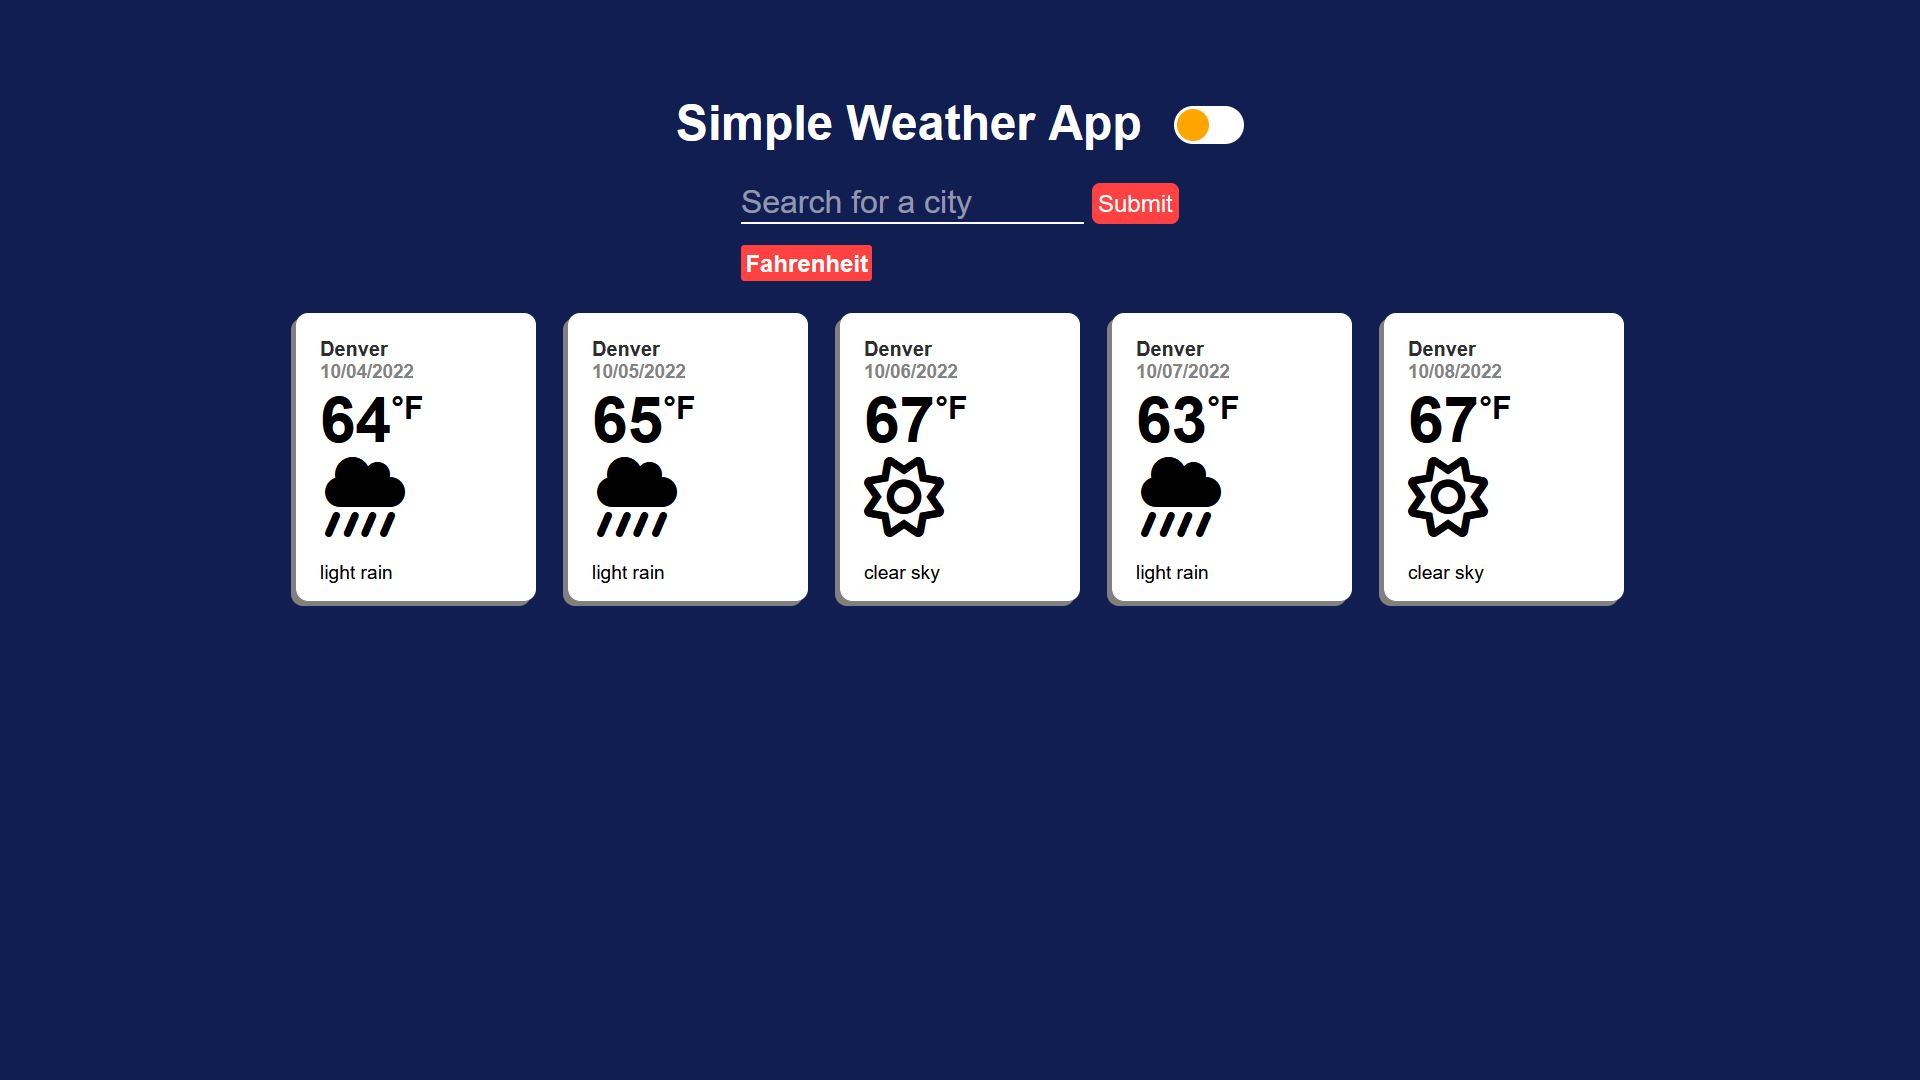 Simple Weather App
Search for a city
Submit
Fahrenheit
Denver
10/04/2022
64°F
light rain
Denver
10/05/2022
65°F
light rain
Denver
10/06/2022
67°F
clear sky
Denver
10/07/2022
63°F
light rain
Denver
10/08/2022
67°F
clear sky